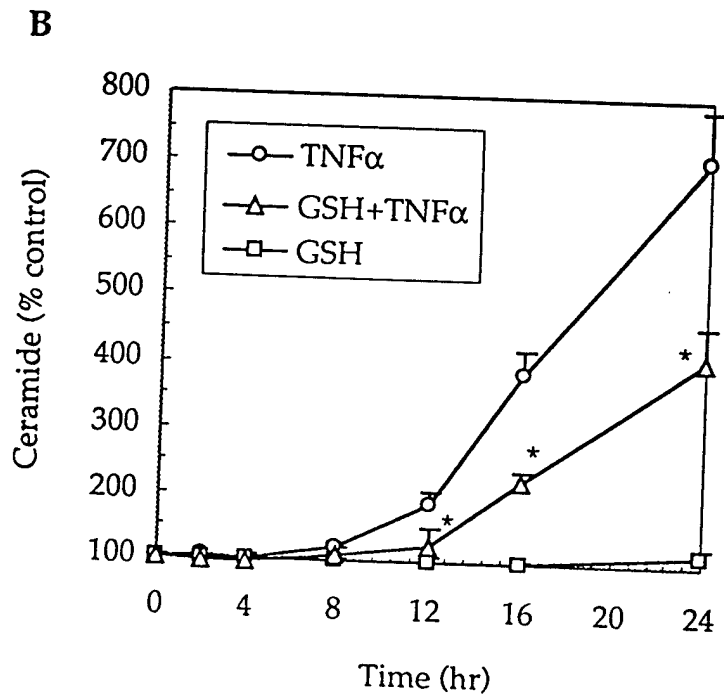 B
800
700
600
500
400
300
200
100
TNFα
GSH+TNFα
GSH
*
*
*
0 4 8 12 16 20 24
Ceramide (% control)
Time (hr)